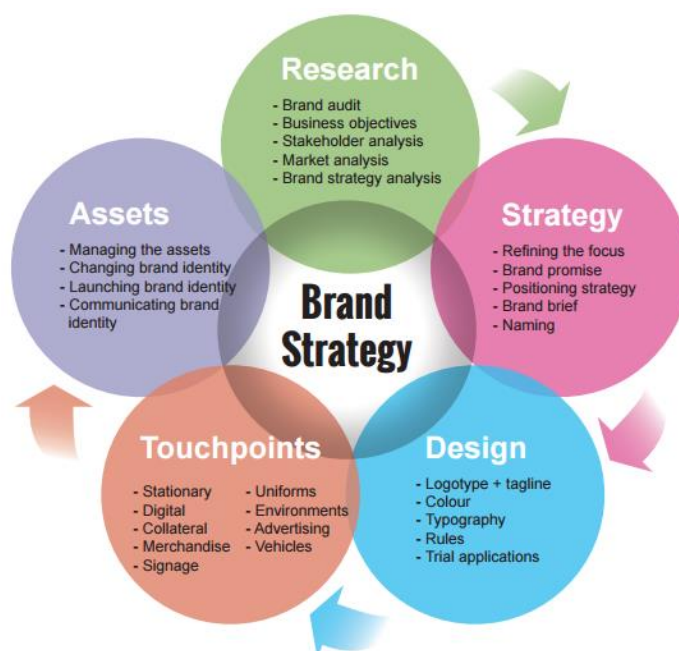 Research
- Brand audit
- Business objectives
- Stakeholder analysis
- Market analysis
- Brand strategy analysis
Strategy
- Refining the focus
- Brand promise
- Positioning strategy
- Brand brief
- Naming
Design
- Logotype + tagline
- Colour
- Typography
- Rules
- Trial applications
Touchpoints
- Stationary
- Digital
- Collateral
- Merchandise
- Signage
- Uniforms
- Environments
- Advertising
- Vehicles
Assets
- Managing the assets
- Changing brand identity
- Launching brand identity
- Communicating brand
identity
Brand
Strategy